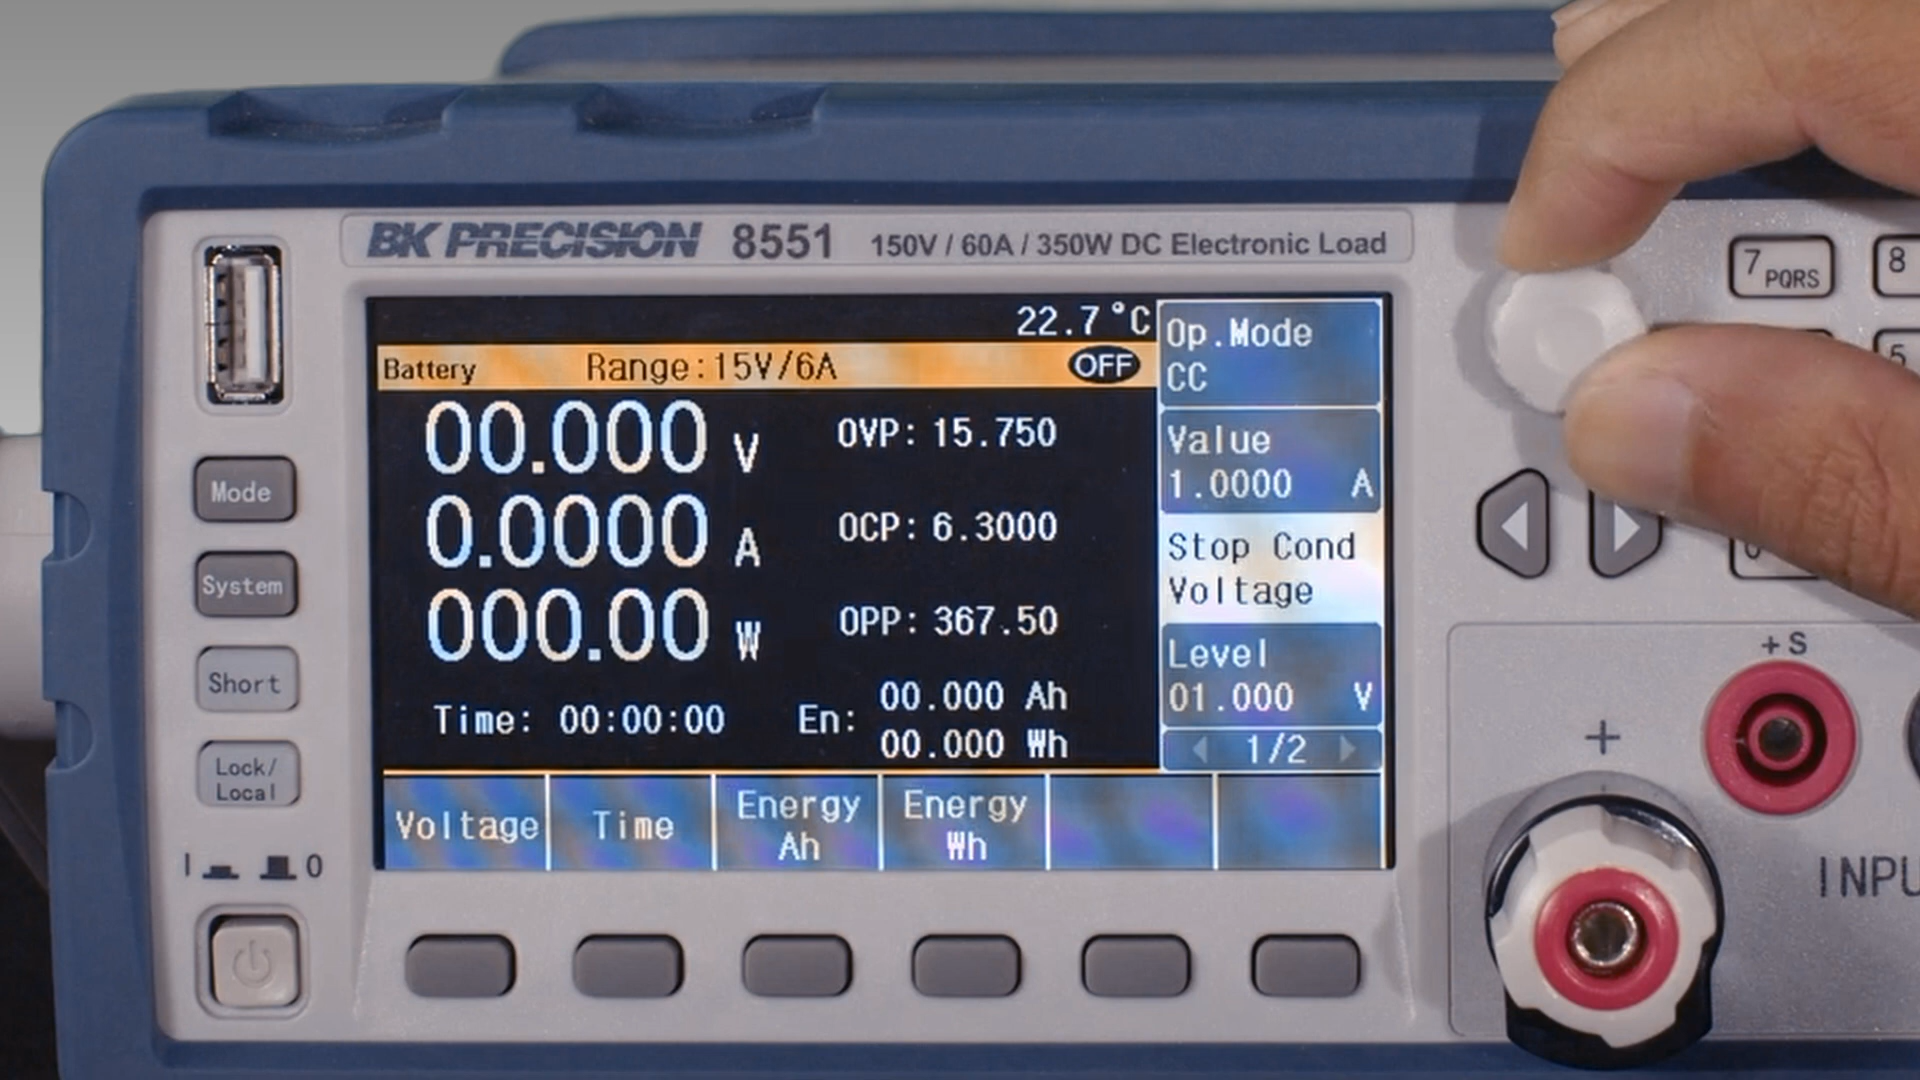 BK PRECISION 8551 150V / 60A / 350W DC Electronic Load
22.7°C
Battery Range:15V/6A OFF
00.000 V OVP: 15.750
0.0000 A OCP: 6.3000
000.00 W OPP: 367.50
Time: 00:00:00 En: 00.000 Ah
00.000 Wh
Op.Mode
CC
Value
1.0000 A
Stop Cond
Voltage
Level
01.000 V
1/2
Voltage Time Energy Ah Energy Wh
Mode
System
Short
Lock/
Local
I O
7 PQRS
8
5
+ S
+
INPU